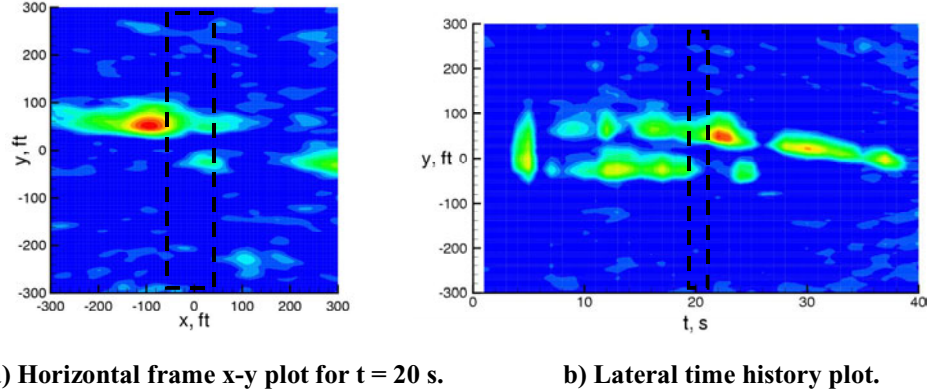 300
200
100
0
-100
-200
-300
y, ft
-300 -200 -100 0 100 200 300
x, ft
300
200
100
0
-100
-200
-300
y, ft
0 10 20 30 40
t, s
) Horizontal frame x-y plot for t = 20 s.
b) Lateral time history plot.